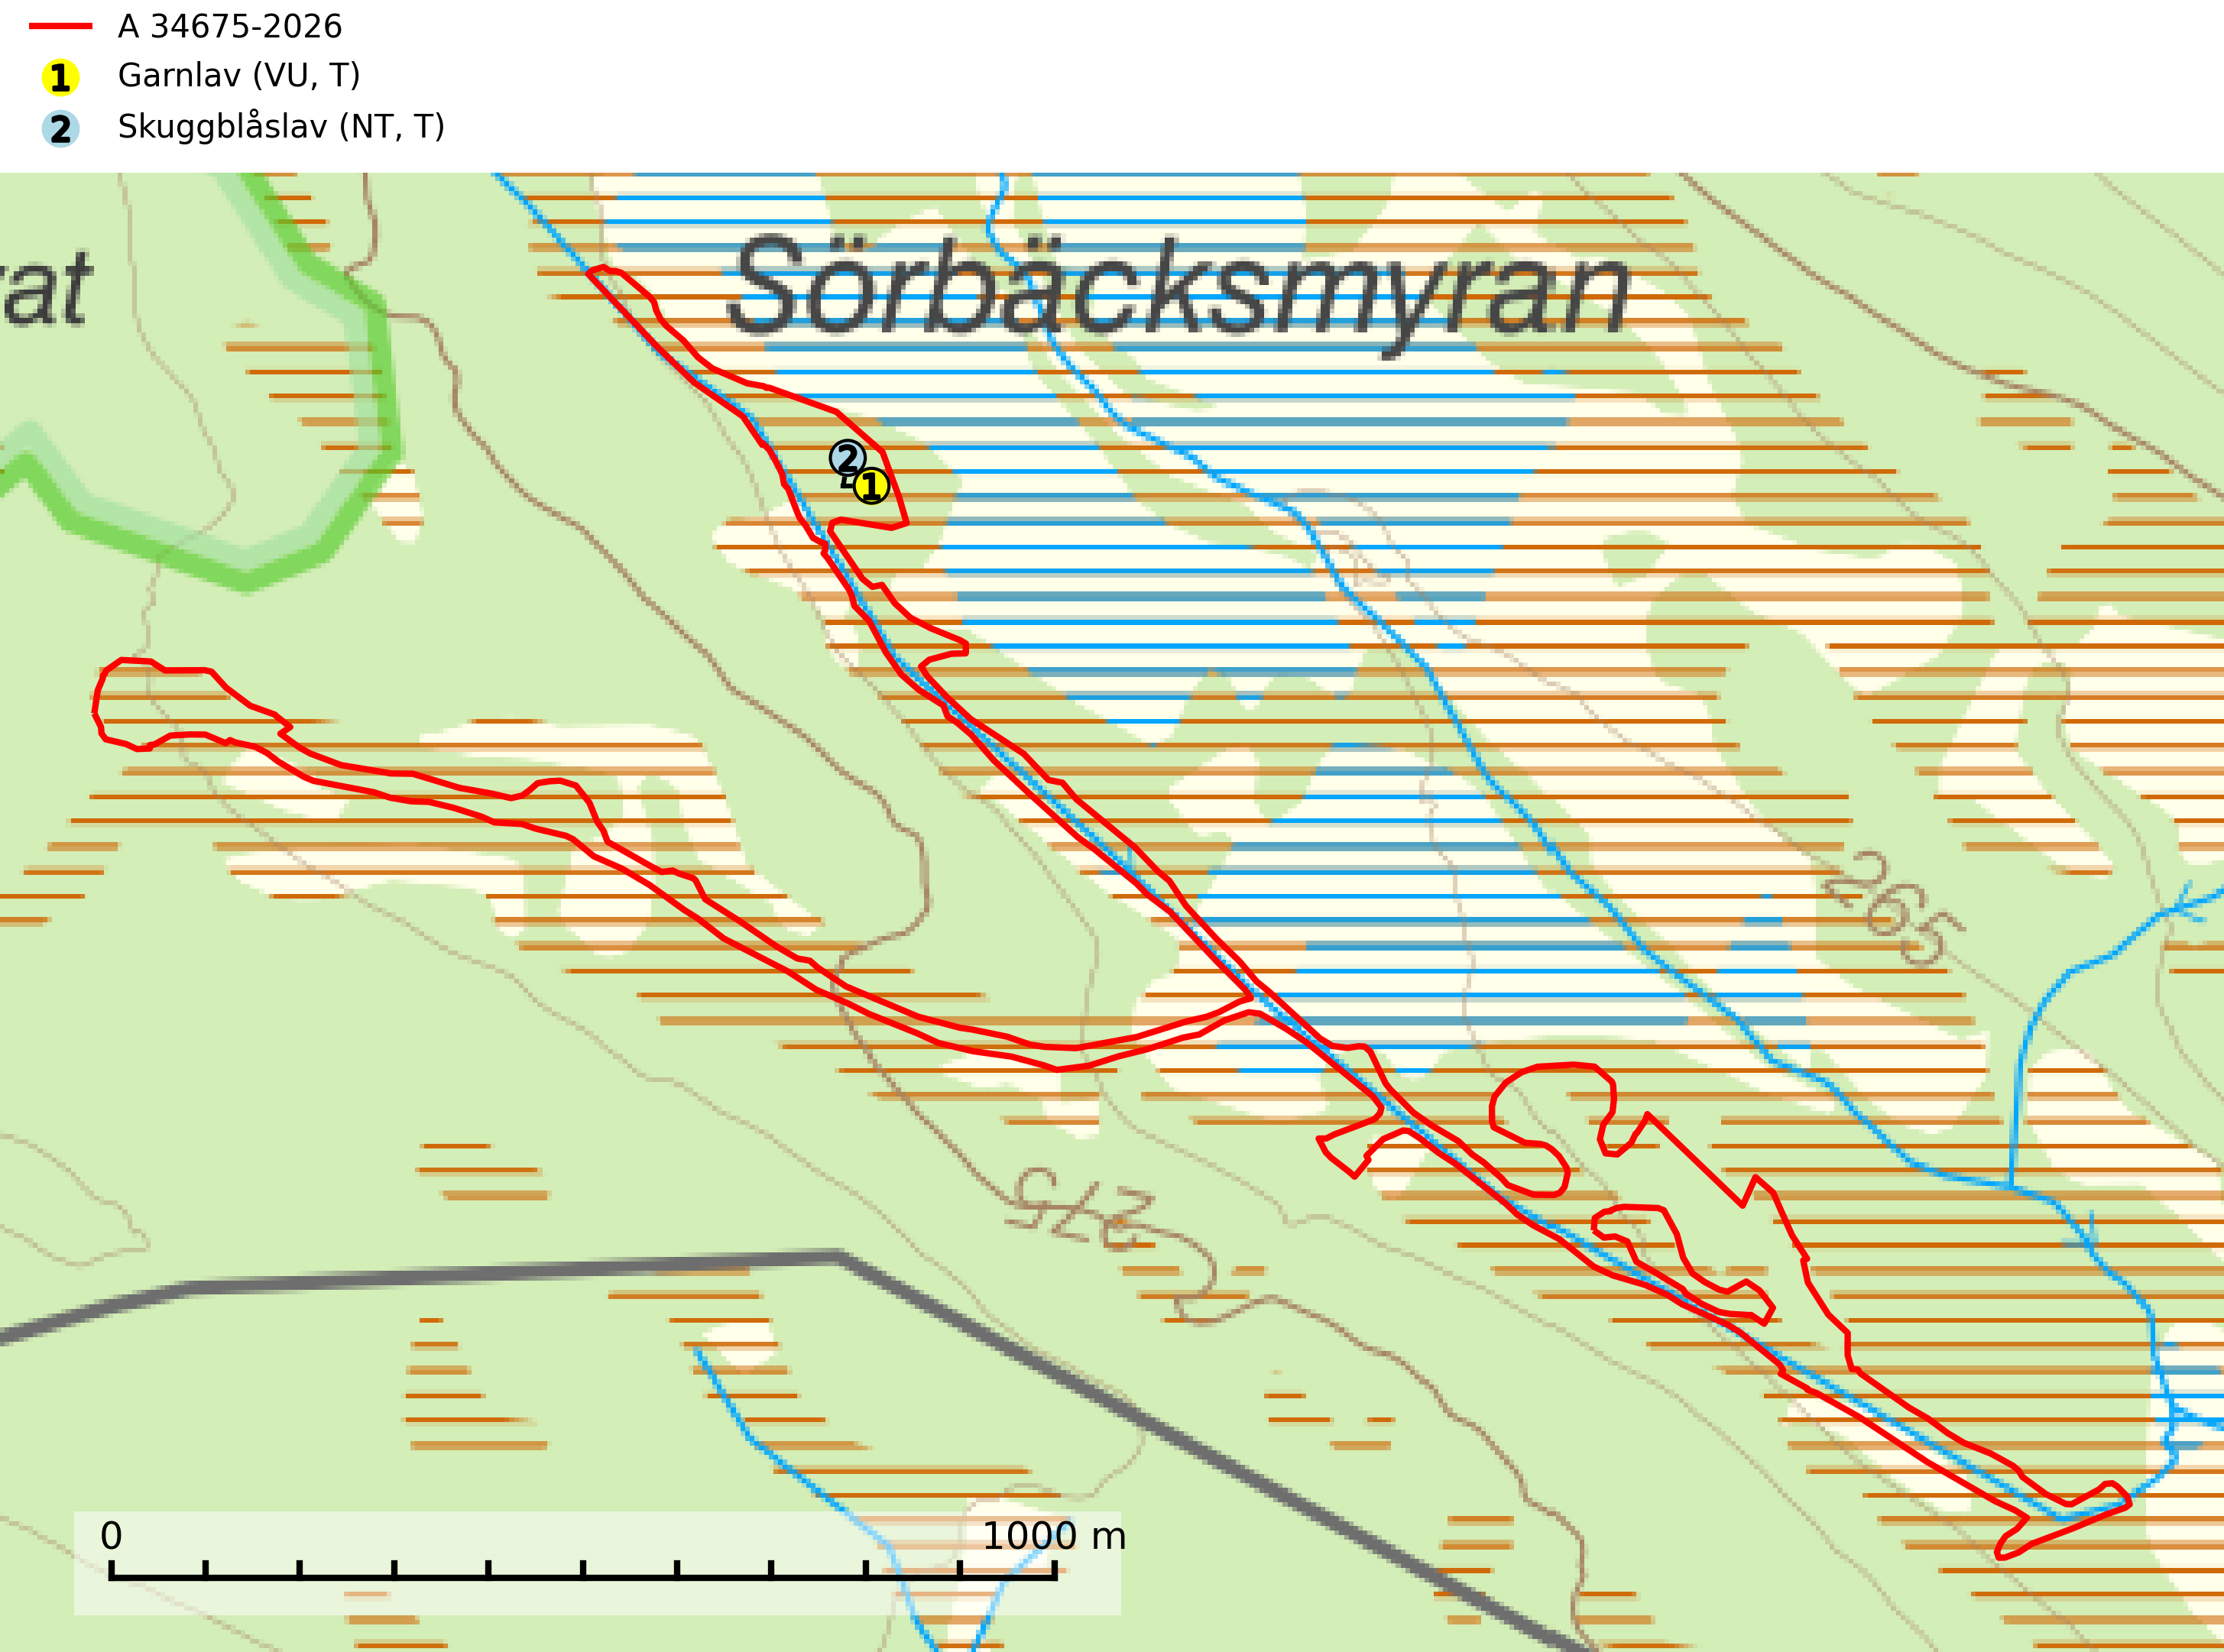 A 34675-2026
1 Garnlav (VU, T)
2 Skuggblåslav (NT, T)
Sörbäcksmyran
rat
2
1
265
275
0 1000 m